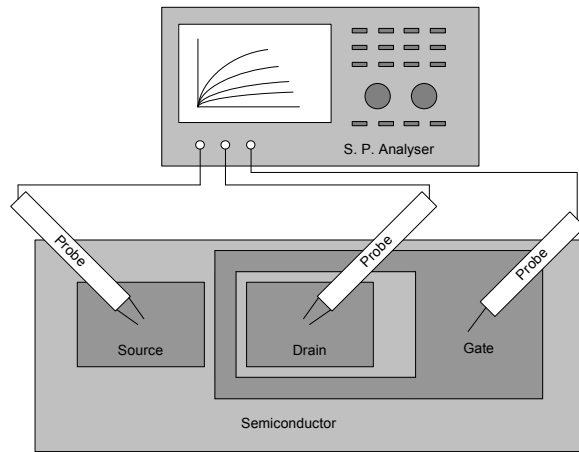 S. P. Analyser
Probe
Probe
Probe
Source
Drain
Gate
Semiconductor